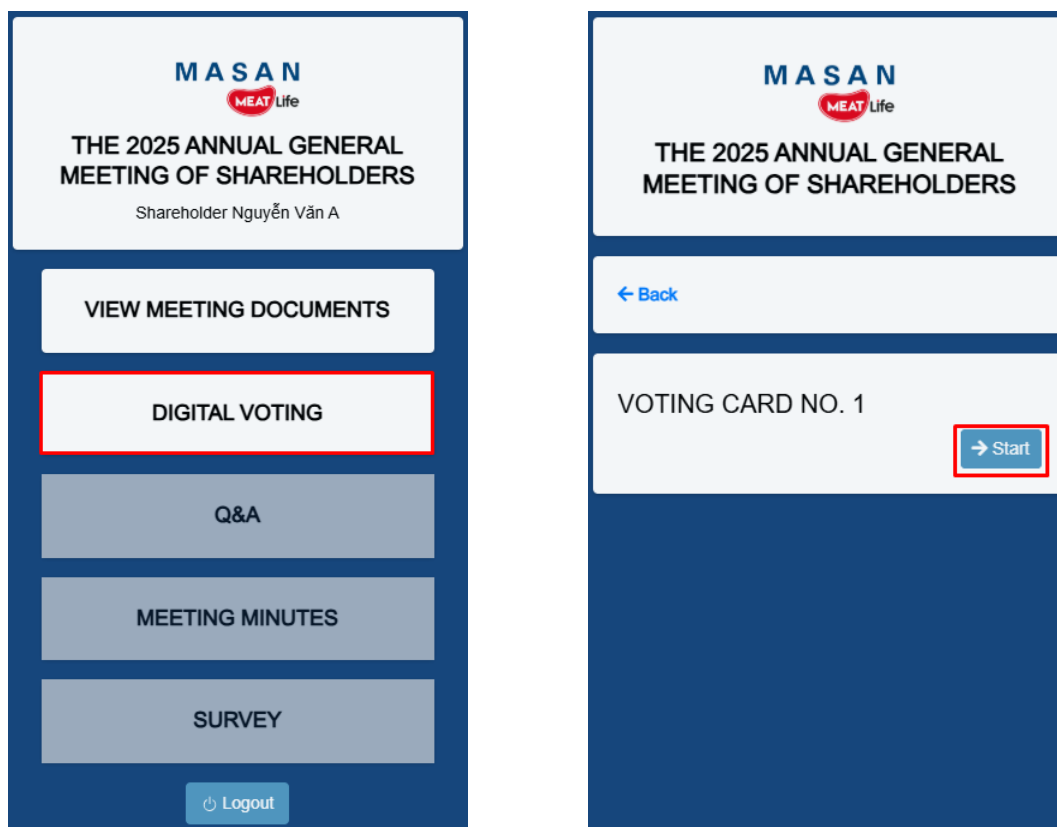 MASAN
MEAT Life
THE 2025 ANNUAL GENERAL
MEETING OF SHAREHOLDERS
Shareholder Nguyễn Văn A
VIEW MEETING DOCUMENTS
DIGITAL VOTING
Q&A
MEETING MINUTES
SURVEY
Logout
MASAN
MEAT Life
THE 2025 ANNUAL GENERAL
MEETING OF SHAREHOLDERS
← Back
VOTING CARD NO. 1
→ Start